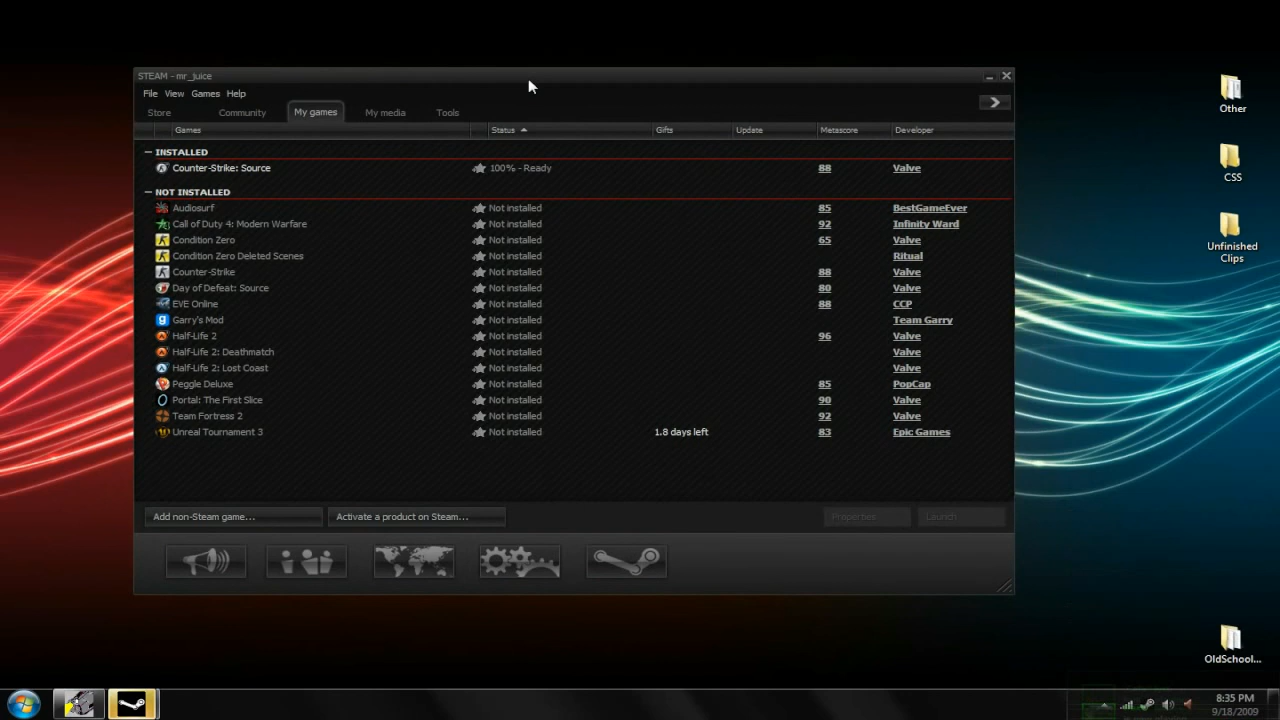 STEAM - mr_juice
File View Games Help
Store Community My games My media Tools
Games Status Gifts Update Metascore Developer
INSTALLED
Counter-Strike: Source 100% - Ready 88 Valve
NOT INSTALLED
Audiosurf Not installed 85 BestGameEver
Call of Duty 4: Modern Warfare Not installed 92 Infinity Ward
Condition Zero Not installed 65 Valve
Condition Zero Deleted Scenes Not installed Ritual
Counter-Strike Not installed 88 Valve
Day of Defeat: Source Not installed 80 Valve
EVE Online Not installed 88 CCP
Garry's Mod Not installed Team Garry
Half-Life 2 Not installed 96 Valve
Half-Life 2: Deathmatch Not installed Valve
Half-Life 2: Lost Coast Not installed Valve
Peggle Deluxe Not installed 85 PopCap
Portal: The First Slice Not installed 90 Valve
Team Fortress 2 Not installed 92 Valve
Unreal Tournament 3 Not installed 1.8 days left 83 Epic Games
Add non-Steam game... Activate a product on Steam... Properties Launch
Other
CSS
Unfinished
Clips
OldSchool...
8:35 PM
9/18/2009